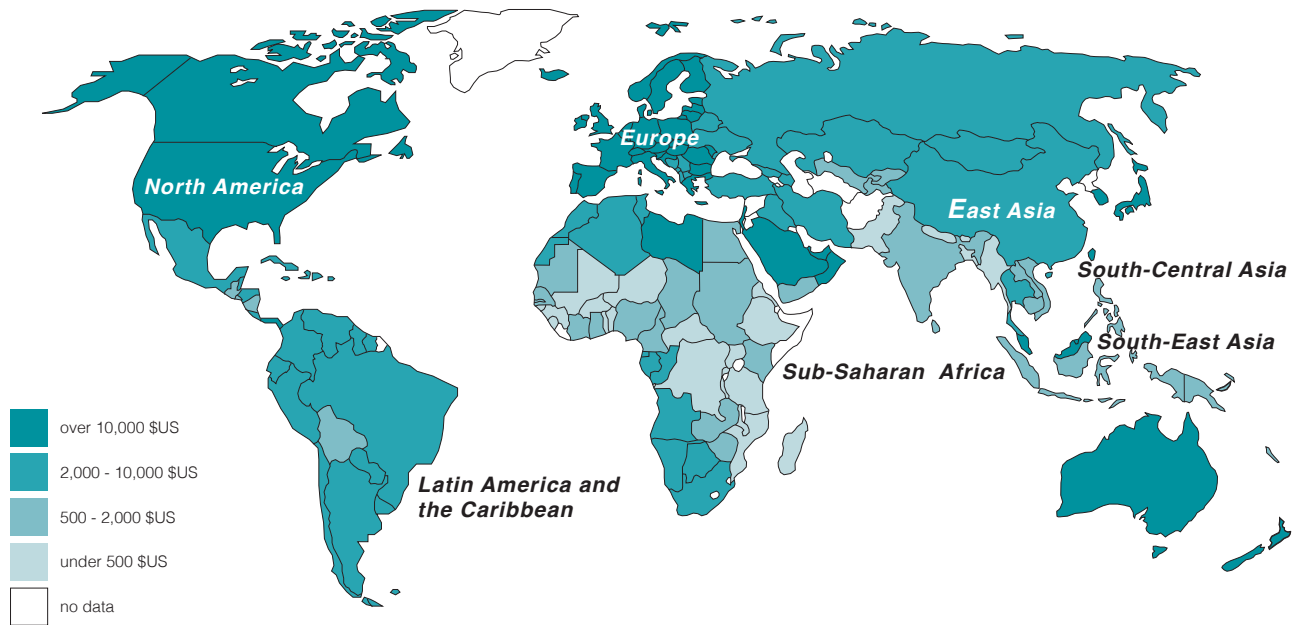 Europe
North America
East Asia
South-Central Asia
South-East Asia
Sub-Saharan Africa
Latin America and
the Caribbean
over 10,000 $US
2,000 - 10,000 $US
500 - 2,000 $US
under 500 $US
no data